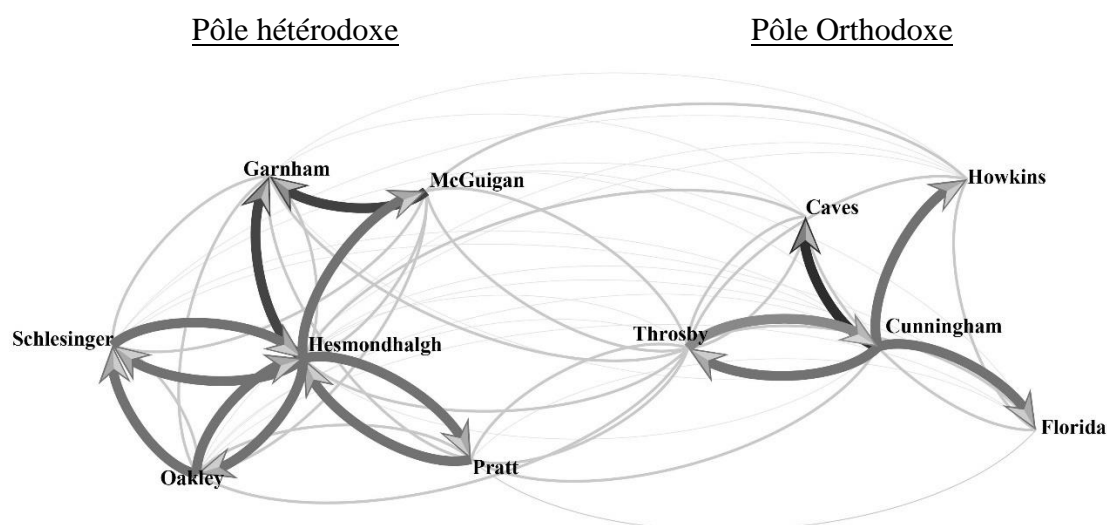 Pôle hétérodoxe
Pôle Orthodoxe
Garnham
McGuigan
Howkins
Caves
Schlesinger
Hesmondhalgh
Throsby
Cunningham
Florida
Oakley
Pratt